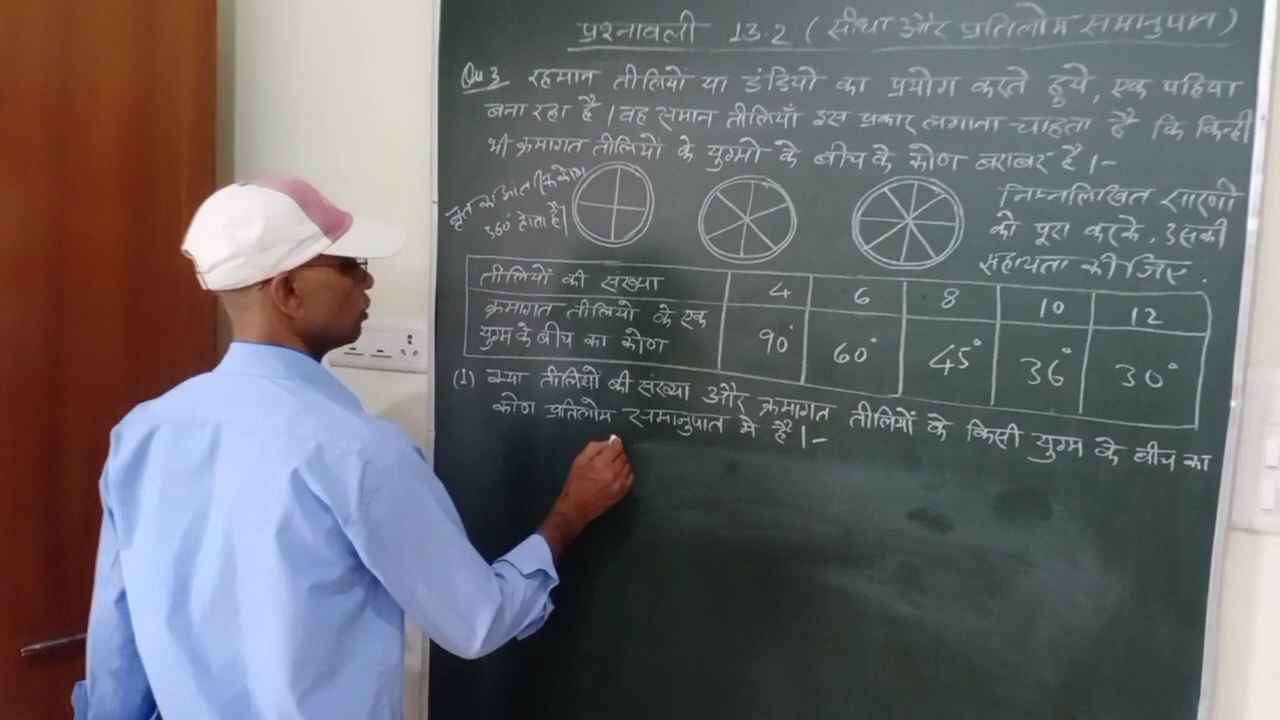 प्रश्नावली 13.2 (सीधा और प्रतिलोम समानुपात)
Qu 3 रहमान तीलियों या डंडियो का प्रयोग करते हुये, एक पहिया
बना रहा है। वह समान तीलियाँ इस प्रकार लगाना चाहता है कि किन्ही
भी क्रमागत तीलियों के युग्मो के बीच के कोण बराबर है।-
वृत का आंतरिक कोण
360° होता है।
निम्नलिखित सारणी
को पूरा करके, उसकी
सहायता कीजिए.
तीलियों की संख्या 4 6 8 10 12
क्रमागत तीलियो के एक
युग्म के बीच का कोण 90° 60° 45° 36° 30°
(1) क्या तीलियों की संख्या और क्रमागत तीलियों के किसी युग्म के बीच का
कोण प्रतिलोम समानुपात मे है।-